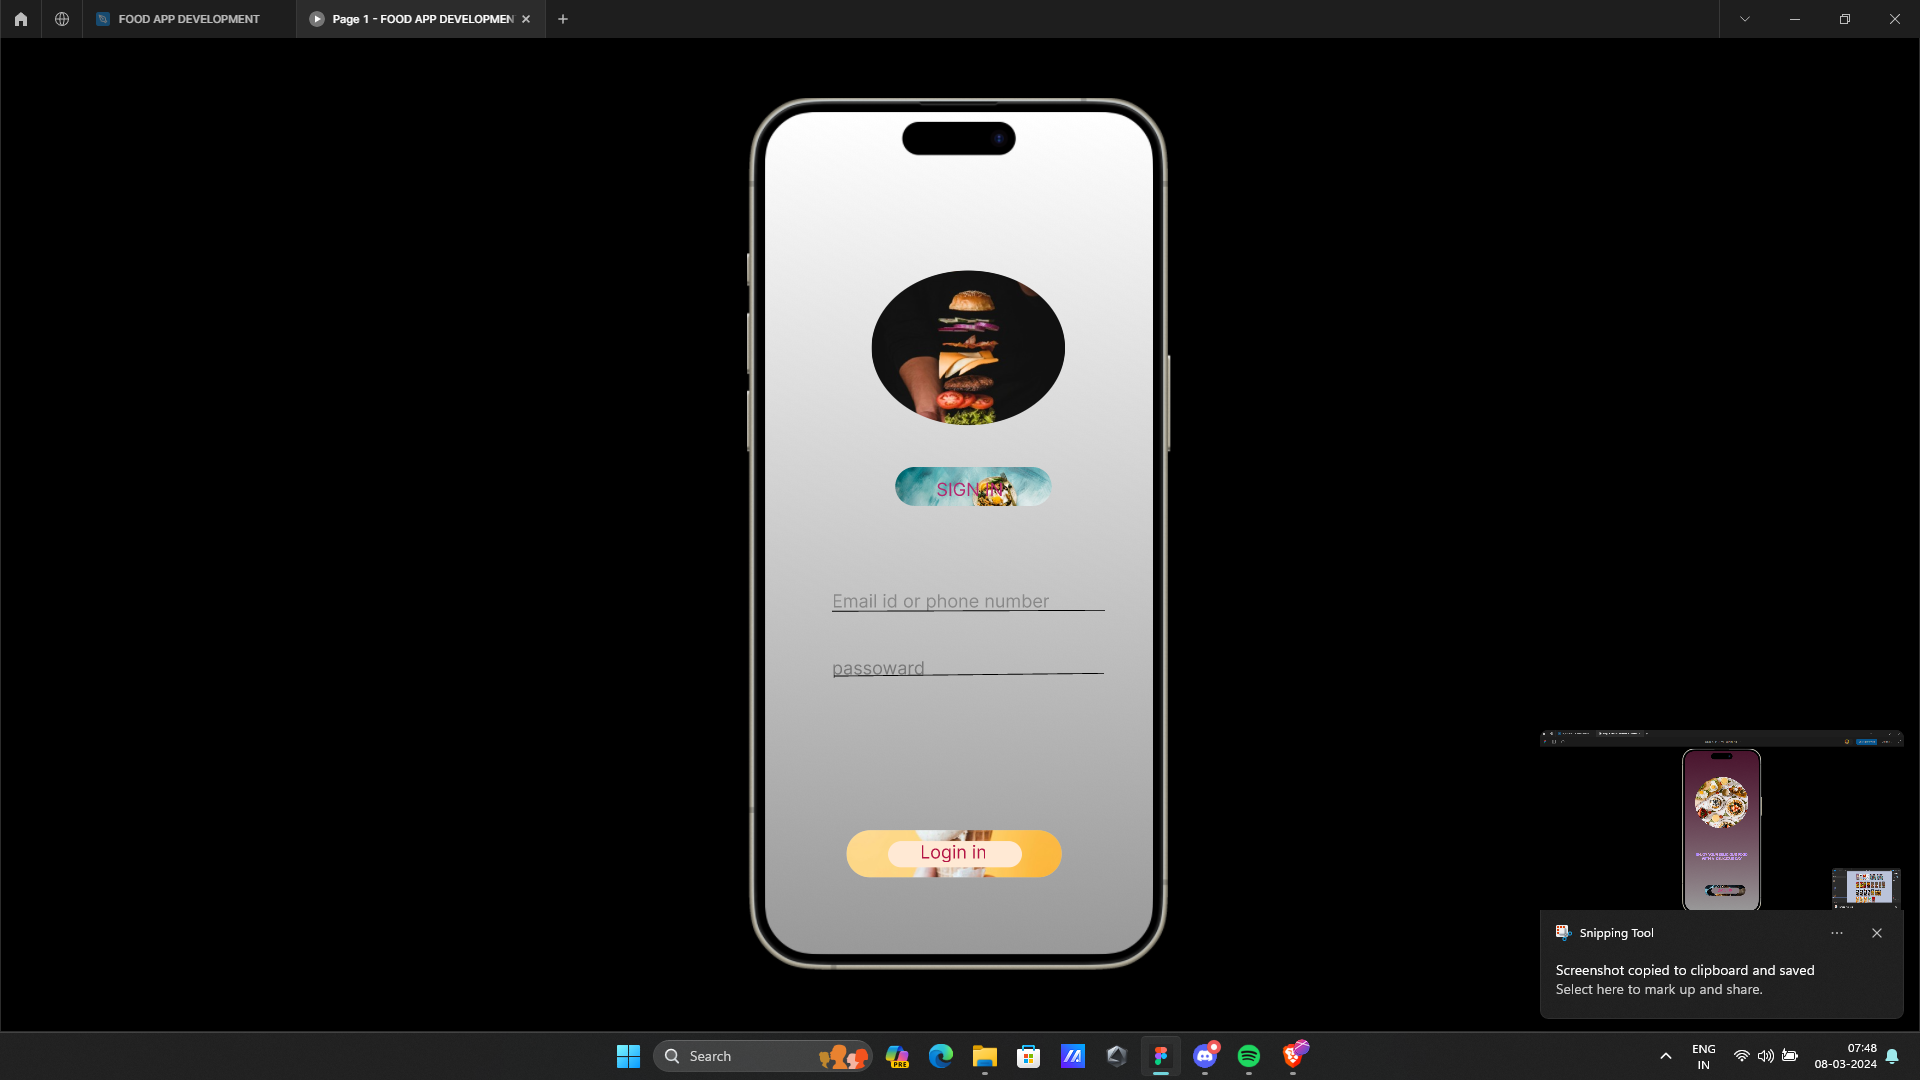 FOOD APP DEVELOPMENT
Page 1 - FOOD APP DEVELOPMEN
SIGN IN
Email id or phone number
passoward
Login in
Snipping Tool
Screenshot copied to clipboard and saved
Select here to mark up and share.
Search
PRE
ENG
IN
07:48
08-03-2024